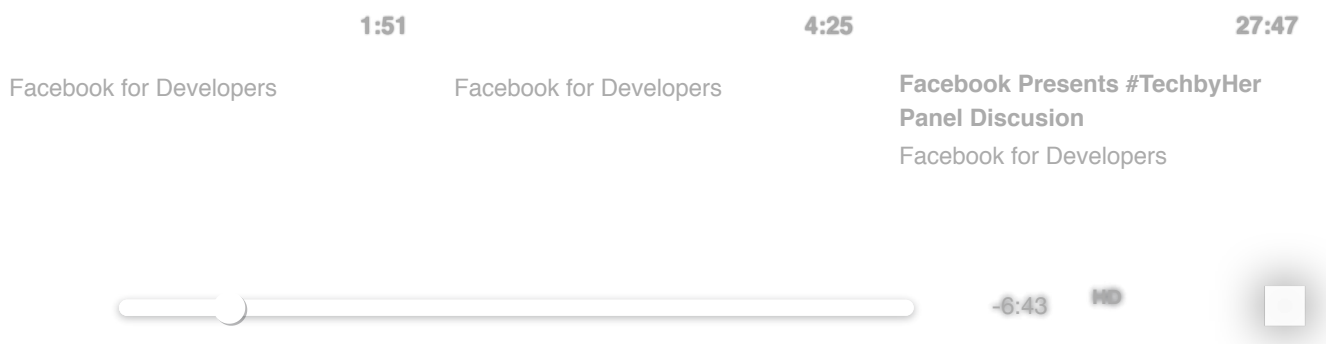 1:51
4:25
27:47
Facebook for Developers
Facebook for Developers
Facebook Presents #TechbyHer
Panel Discusion
Facebook for Developers
-6:43
HD